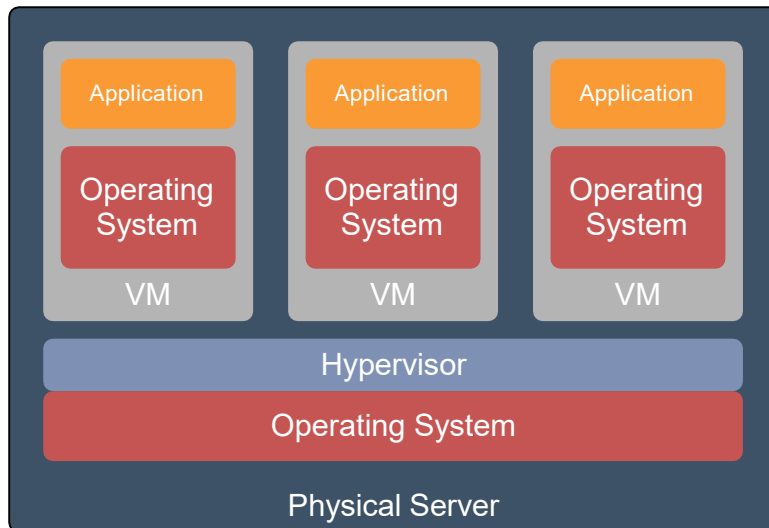 Application
Application
Application
Operating
System
Operating
System
Operating
System
VM
VM
VM
Hypervisor
Operating System
Physical Server